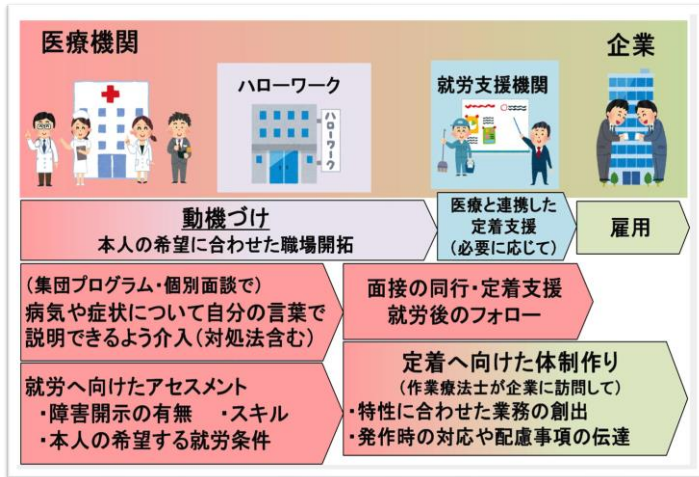 医療機関
企業
ハローワーク
就労支援機関
ハローワーク
動機づけ
本人の希望に合わせた職場開拓
医療と連携した
定着支援
(必要に応じて)
雇用
(集団プログラム・個別面談で)
病気や症状について自分の言葉で
説明できるよう介入(対処法含む)
面接の同行・定着支援
就労後のフォロー
就労へ向けたアセスメント
・障害開示の有無　・スキル
・本人の希望する就労条件
定着へ向けた体制作り
(作業療法士が企業に訪問して)
・特性に合わせた業務の創出
・発作時の対応や配慮事項の伝達